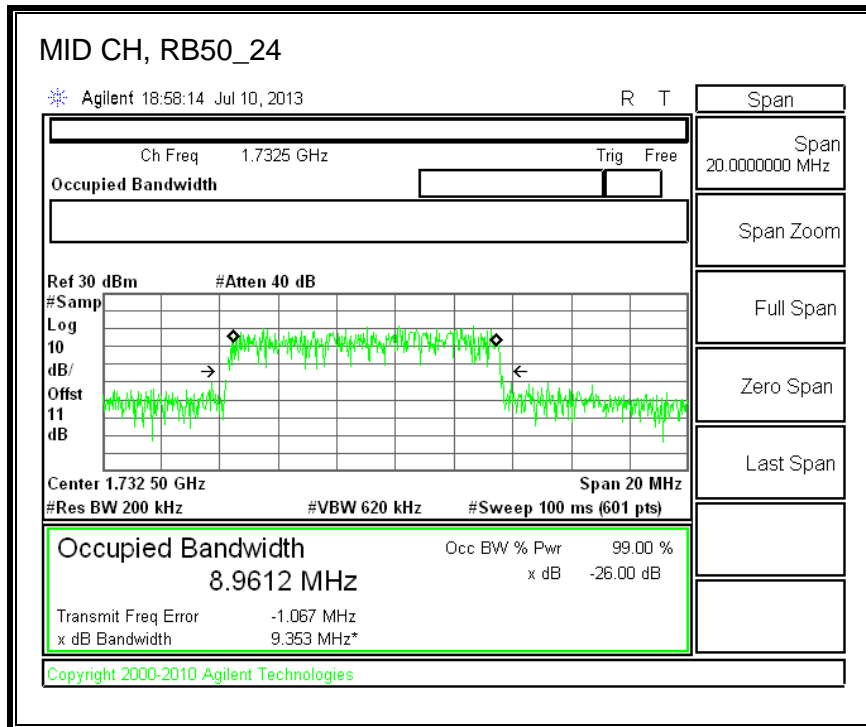 MID CH, RB50_24
Agilent 18:58:14 Jul 10, 2013 R T
Span
Ch Freq 1.7325 GHz Trig Free
Occupied Bandwidth
Span
20.0000000 MHz
Span Zoom
Full Span
Zero Span
Last Span
Ref 30 dBm #Atten 40 dB
#Samp
Log
10
dB/
Offst
11
dB
Center 1.732 50 GHz Span 20 MHz
#Res BW 200 kHz #VBW 620 kHz #Sweep 100 ms (601 pts)
Occupied Bandwidth Occ BW % Pwr 99.00 %
8.9612 MHz x dB -26.00 dB
Transmit Freq Error -1.067 MHz
x dB Bandwidth 9.353 MHz*
Copyright 2000-2010 Agilent Technologies